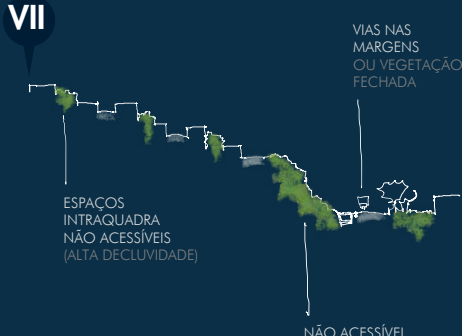 VII
VIAS NAS
MARGENS
OU VEGETAÇÃO
FECHADA
ESPAÇOS
INTRAQUADRA
NÃO ACESSÍVEIS
(ALTA DECLUVIDADE)
NÃO ACESSÍVEL